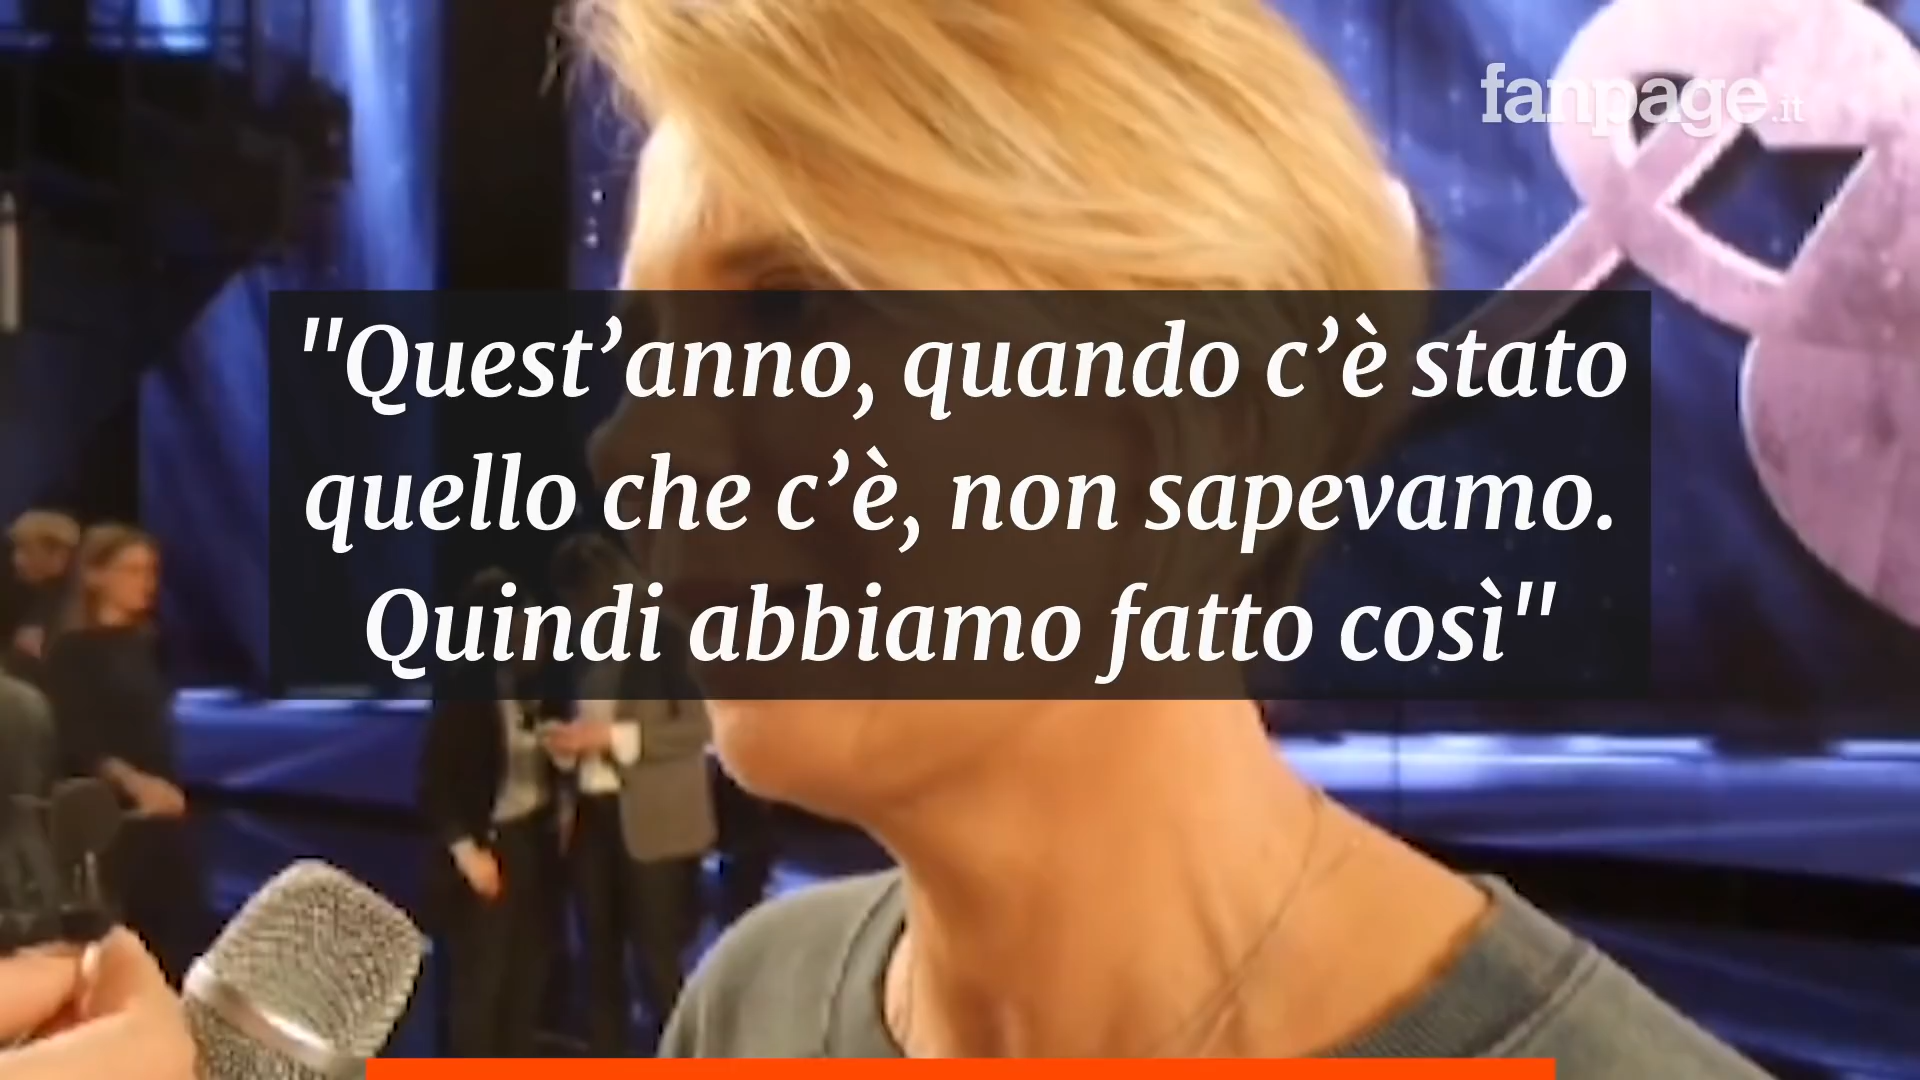 fanpage.it
"Quest’anno, quando c’è stato
quello che c’è, non sapevamo.
Quindi abbiamo fatto così"